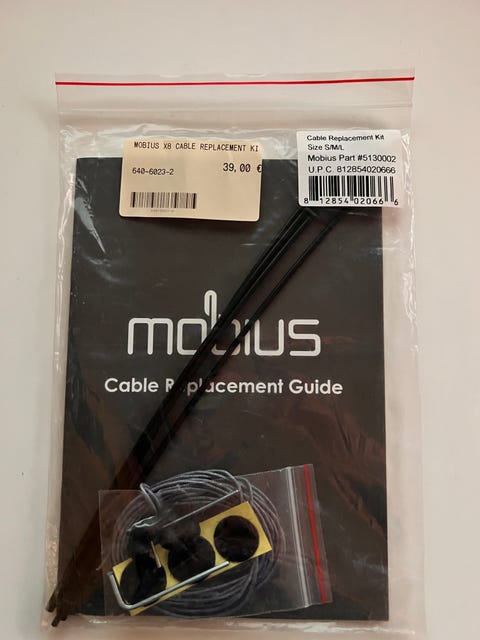 MOBIUS X8 CABLE REPLACEMENT KI
640-6023-2
39,00 €
Cable Replacement Kit
Size S/M/L
Mobius Part #5130002
U.P.C. 812854020666
8 12854 02066 6
mobius
Cable Replacement Guide